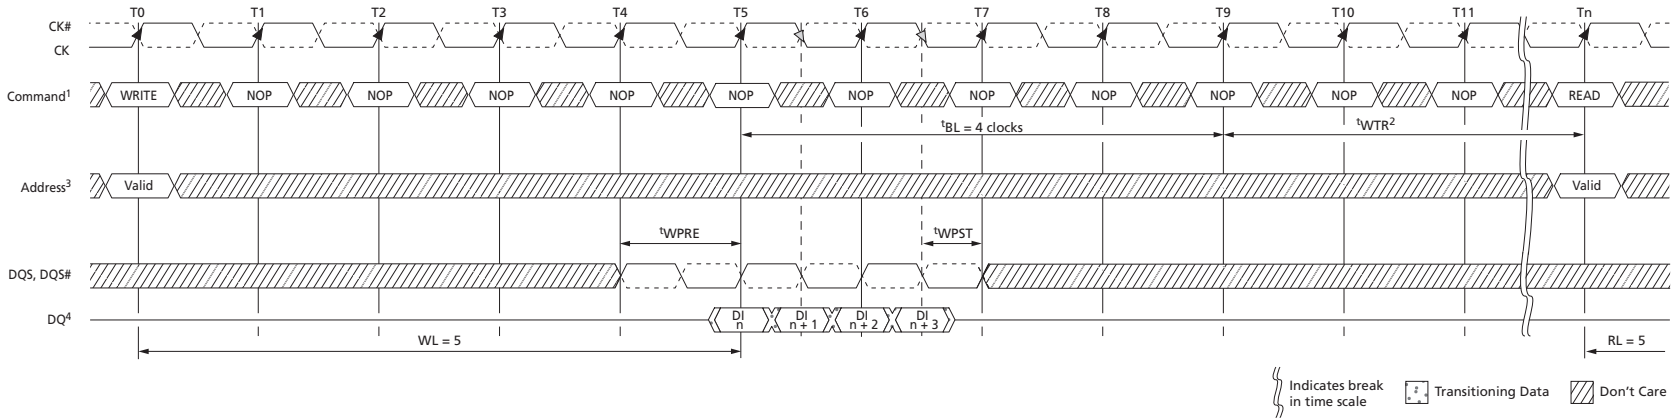 T0 T1 T2 T3 T4 T5 T6 T7 T8 T9 T10 T11 Tn
CK#
CK
Command1 WRITE NOP NOP NOP NOP NOP NOP NOP NOP NOP NOP NOP READ
tBL = 4 clocks tWTR2
Address3 Valid Valid
tWPRE tWPST
DQS, DQS#
DQ4 DI n DI n + 1 DI n + 2 DI n + 3
WL = 5 RL = 5
Indicates break
in time scale
Transitioning Data
Don't Care